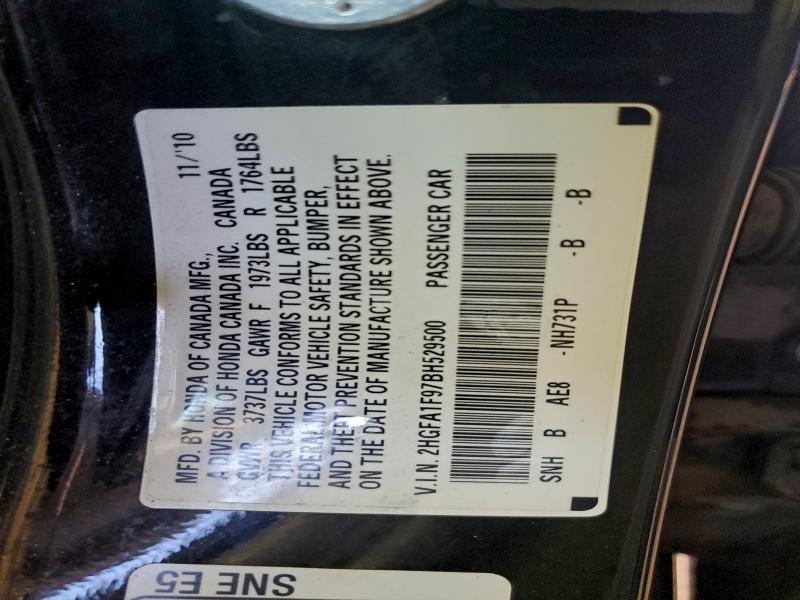 MFD. BY HONDA OF CANADA MFG., 11/'10
A DIVISION OF HONDA CANADA INC. CANADA
GVWR 3737LBS GAWR F 1973LBS R 1764LBS
THIS VEHICLE CONFORMS TO ALL APPLICABLE
FEDERAL MOTOR VEHICLE SAFETY, BUMPER,
AND THEFT PREVENTION STANDARDS IN EFFECT
ON THE DATE OF MANUFACTURE SHOWN ABOVE.
V.I.N. 2HGFA1F97BH529500 PASSENGER CAR
SNH B AE8 -NH731P -B -B
SNE E5